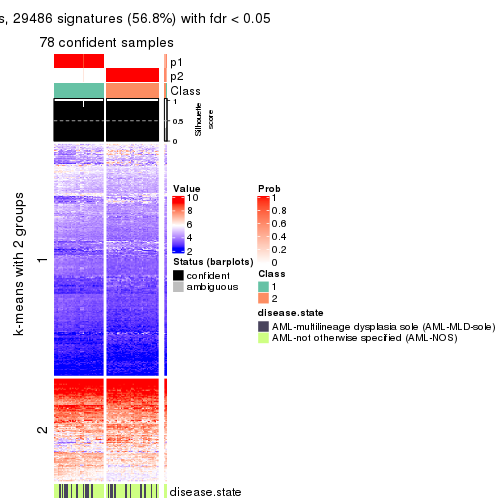 s, 29486 signatures (56.8%) with fdr < 0.05
78 confident samples
p1
p2
Class
1
0.5
0
Silhouette
score
k-means with 2 groups
1
2
Value
10
8
6
4
2
Status (barplots)
confident
ambiguous
Prob
1
0.8
0.6
0.4
0.2
0
Class
1
2
disease.state
AML-multilineage dysplasia sole (AML-MLD-sole)
AML-not otherwise specified (AML-NOS)
disease.state